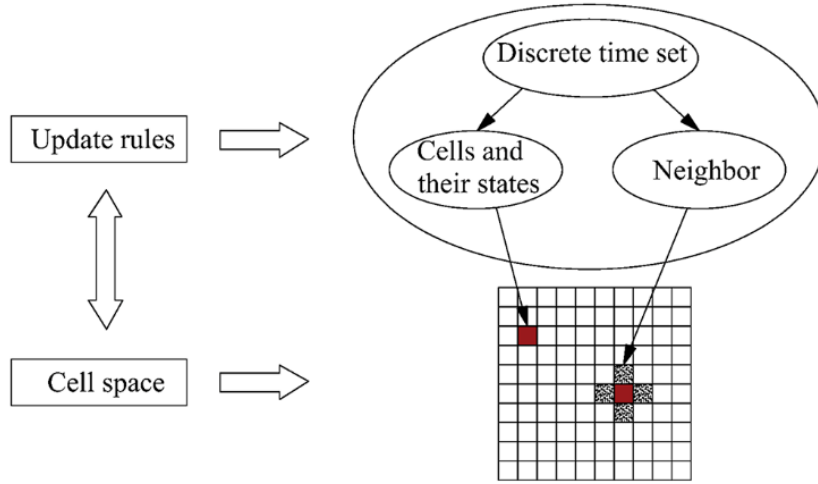 Discrete time set
Update rules
Cells and
their states
Neighbor
Cell space